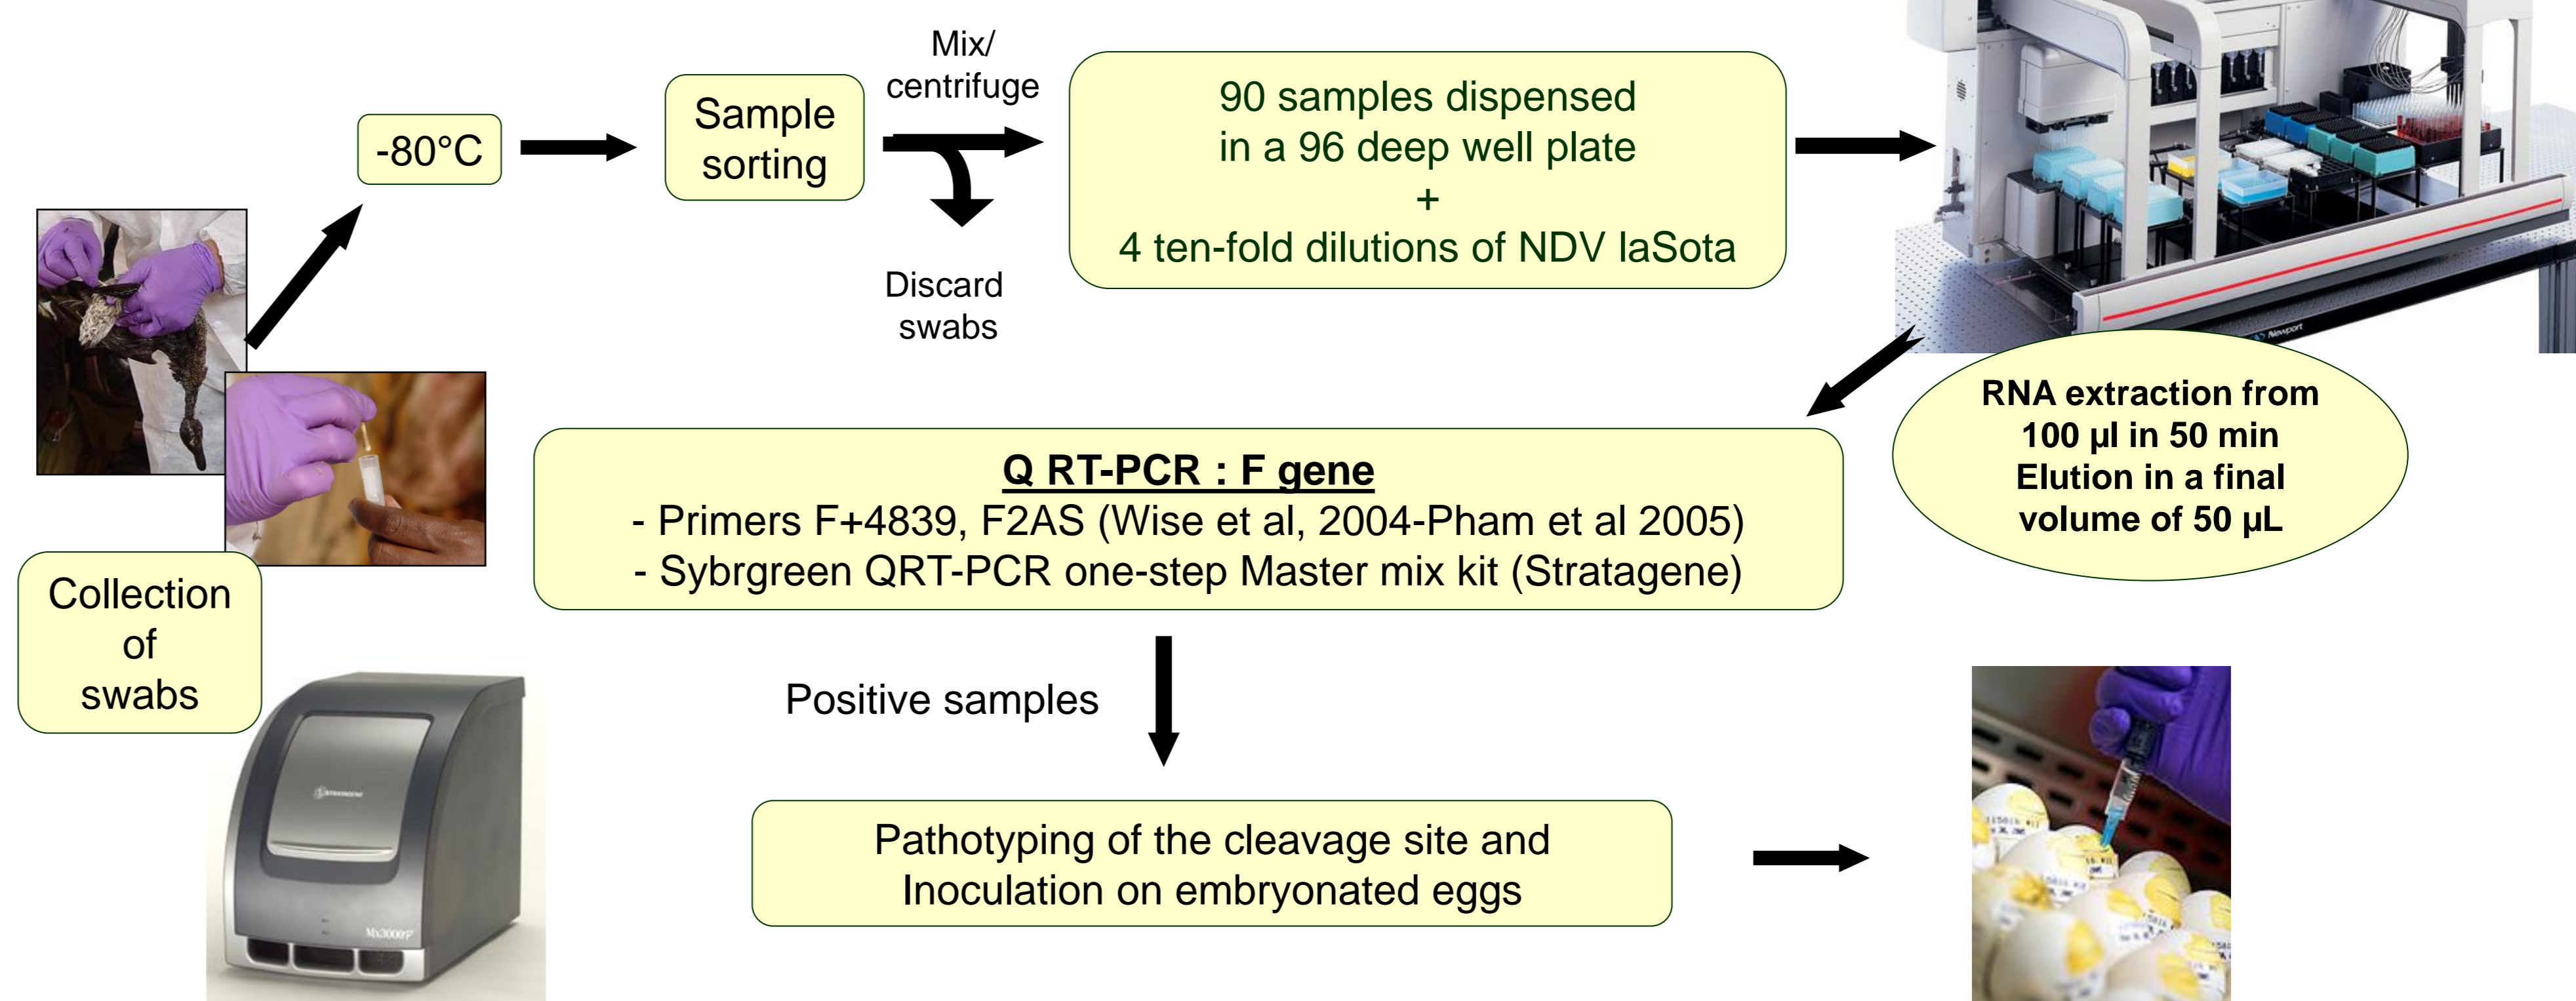 Collection
of
swabs
-80°C
Sample
sorting
Mix/
centrifuge
Discard
swabs
90 samples dispensed
in a 96 deep well plate
+
4 ten-fold dilutions of NDV laSota
Newport
RNA extraction from
100 µl in 50 min
Elution in a final
volume of 50 µL
Q RT-PCR : F gene
- Primers F+4839, F2AS (Wise et al, 2004-Pham et al 2005)
- Sybrgreen QRT-PCR one-step Master mix kit (Stratagene)
Positive samples
Pathotyping of the cleavage site and
Inoculation on embryonated eggs
STRATAGENE
Mx3000P